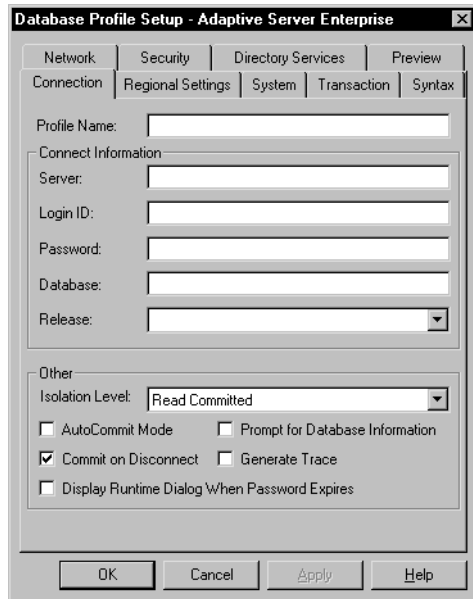 Database Profile Setup - Adaptive Server Enterprise
Network Security Directory Services Preview
Connection Regional Settings System Transaction Syntax
Profile Name:
Connect Information
Server:
Login ID:
Password:
Database:
Release:
Other
Isolation Level: Read Committed
AutoCommit Mode Prompt for Database Information
Commit on Disconnect Generate Trace
Display Runtime Dialog When Password Expires
OK Cancel Apply Help